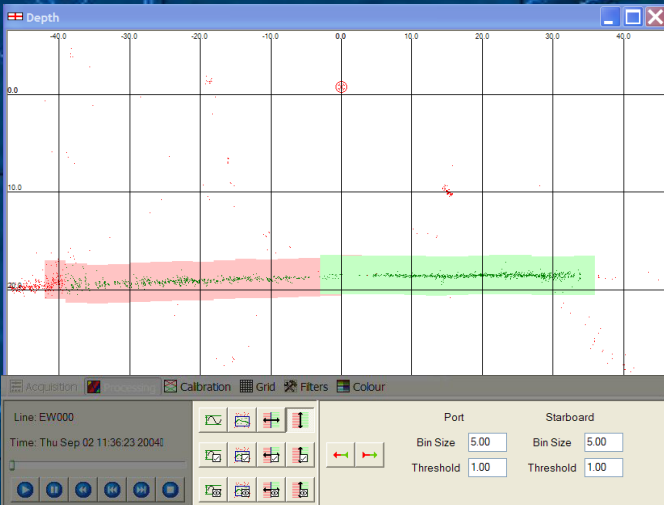 Depth
-40.0 -30.0 -20.0 -10.0 0.0 10.0 20.0 30.0 40.0
0.0
10.0
20.0
Acquisition Processing Calibration Grid Filters Colour
Line: EW000
Time: Thu Sep 02 11:36:23 2004
Port Starboard
Bin Size 5.00 Bin Size 5.00
Threshold 1.00 Threshold 1.00